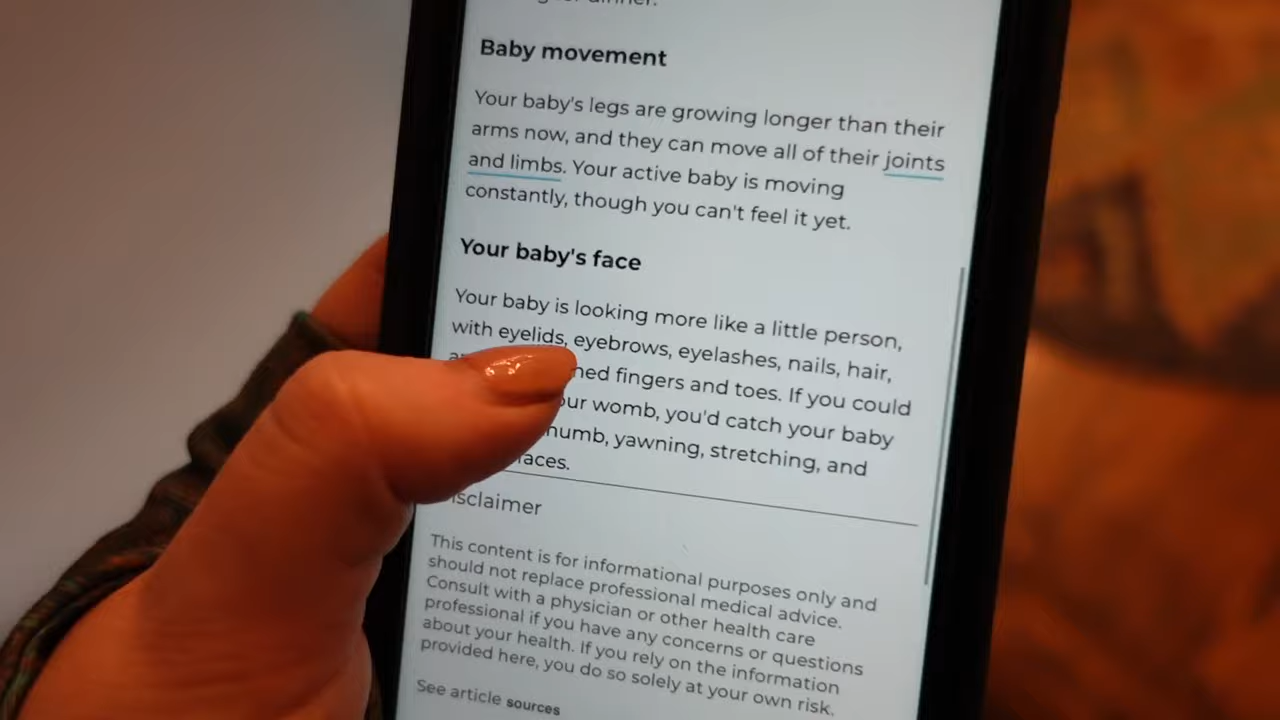 dinner.
Baby movement
Your baby's legs are growing longer than their
arms now, and they can move all of their joints
and limbs. Your active baby is moving
constantly, though you can't feel it yet.
Your baby's face
Your baby is looking more like a little person,
with eyelids, eyebrows, eyelashes, nails, hair,
fingers and toes. If you could
womb, you'd catch your baby
yawning, stretching, and
Disclaimer
This content is for informational purposes only and
should not replace professional medical advice.
Consult with a physician or other health care
professional if you have any concerns or questions
about your health. If you rely on the information
provided here, you do so solely at your own risk.
See article sources